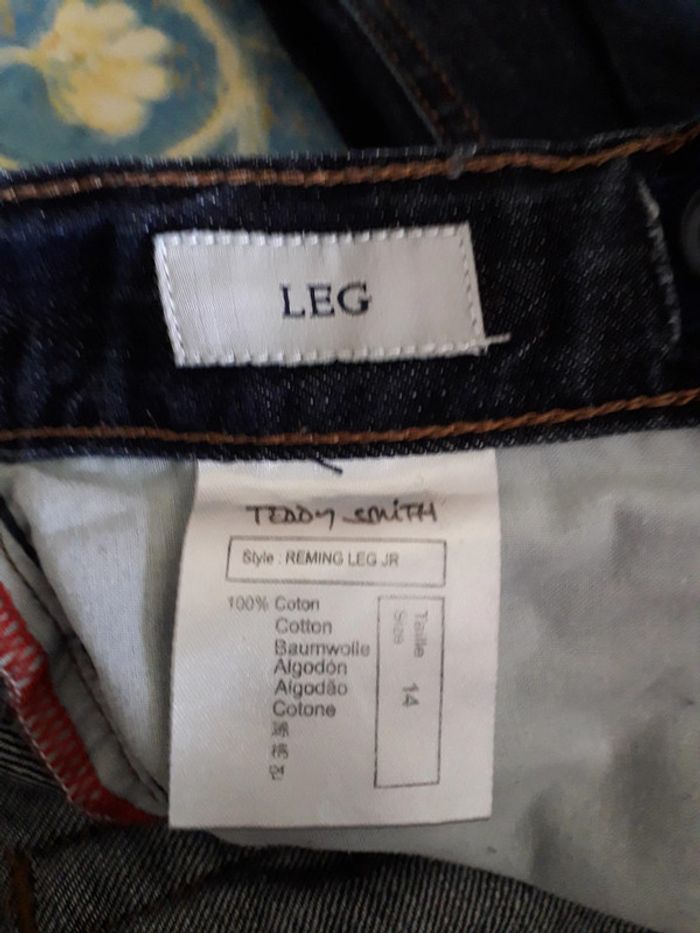 LEG
TEDDY SMITH
Style : REMING LEG JR
100% Coton
Cotton
Baumwolle
Algodón
Algodão
Cotone
Taille
Size
14